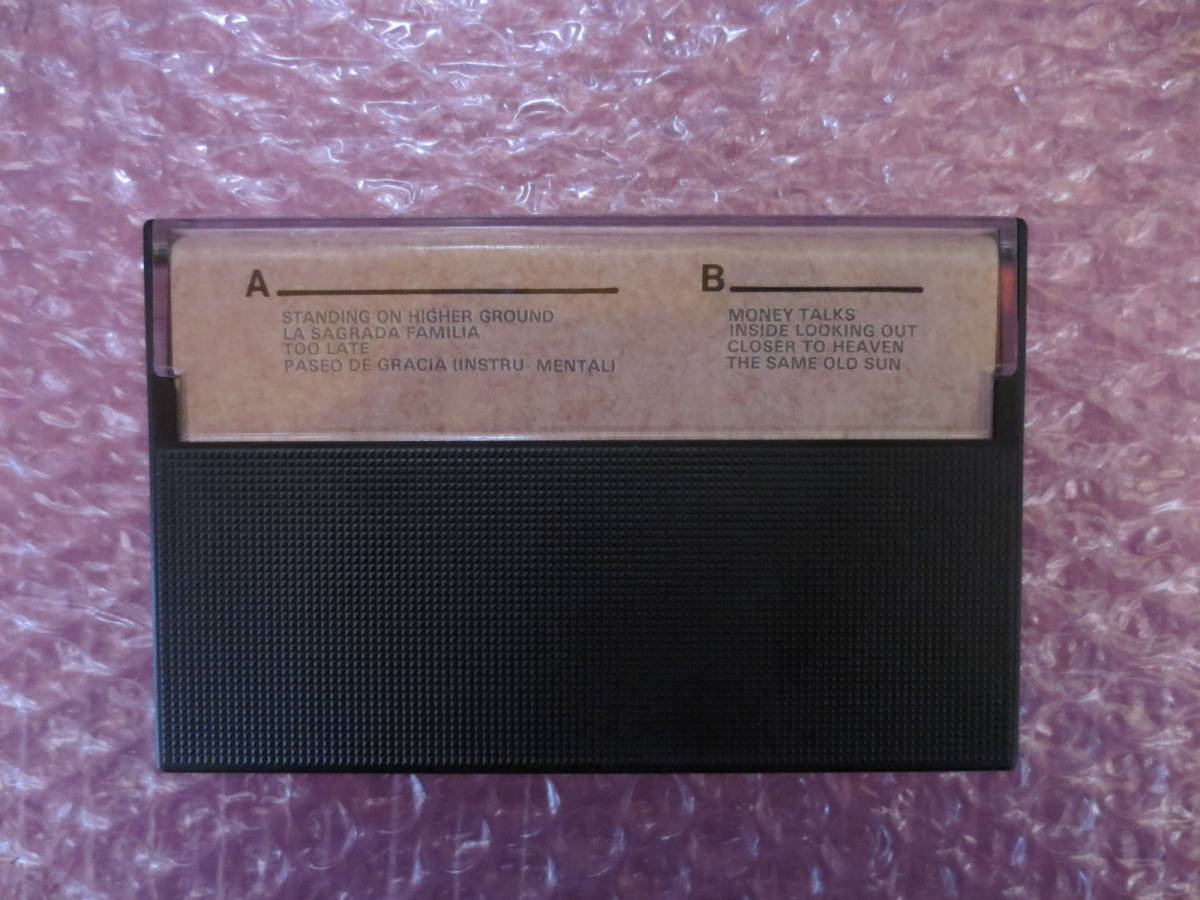 A
STANDING ON HIGHER GROUND
LA SAGRADA FAMILIA
TOO LATE
PASEO DE GRACIA (INSTRU- MENTAL)
B
MONEY TALKS
INSIDE LOOKING OUT
CLOSER TO HEAVEN
THE SAME OLD SUN